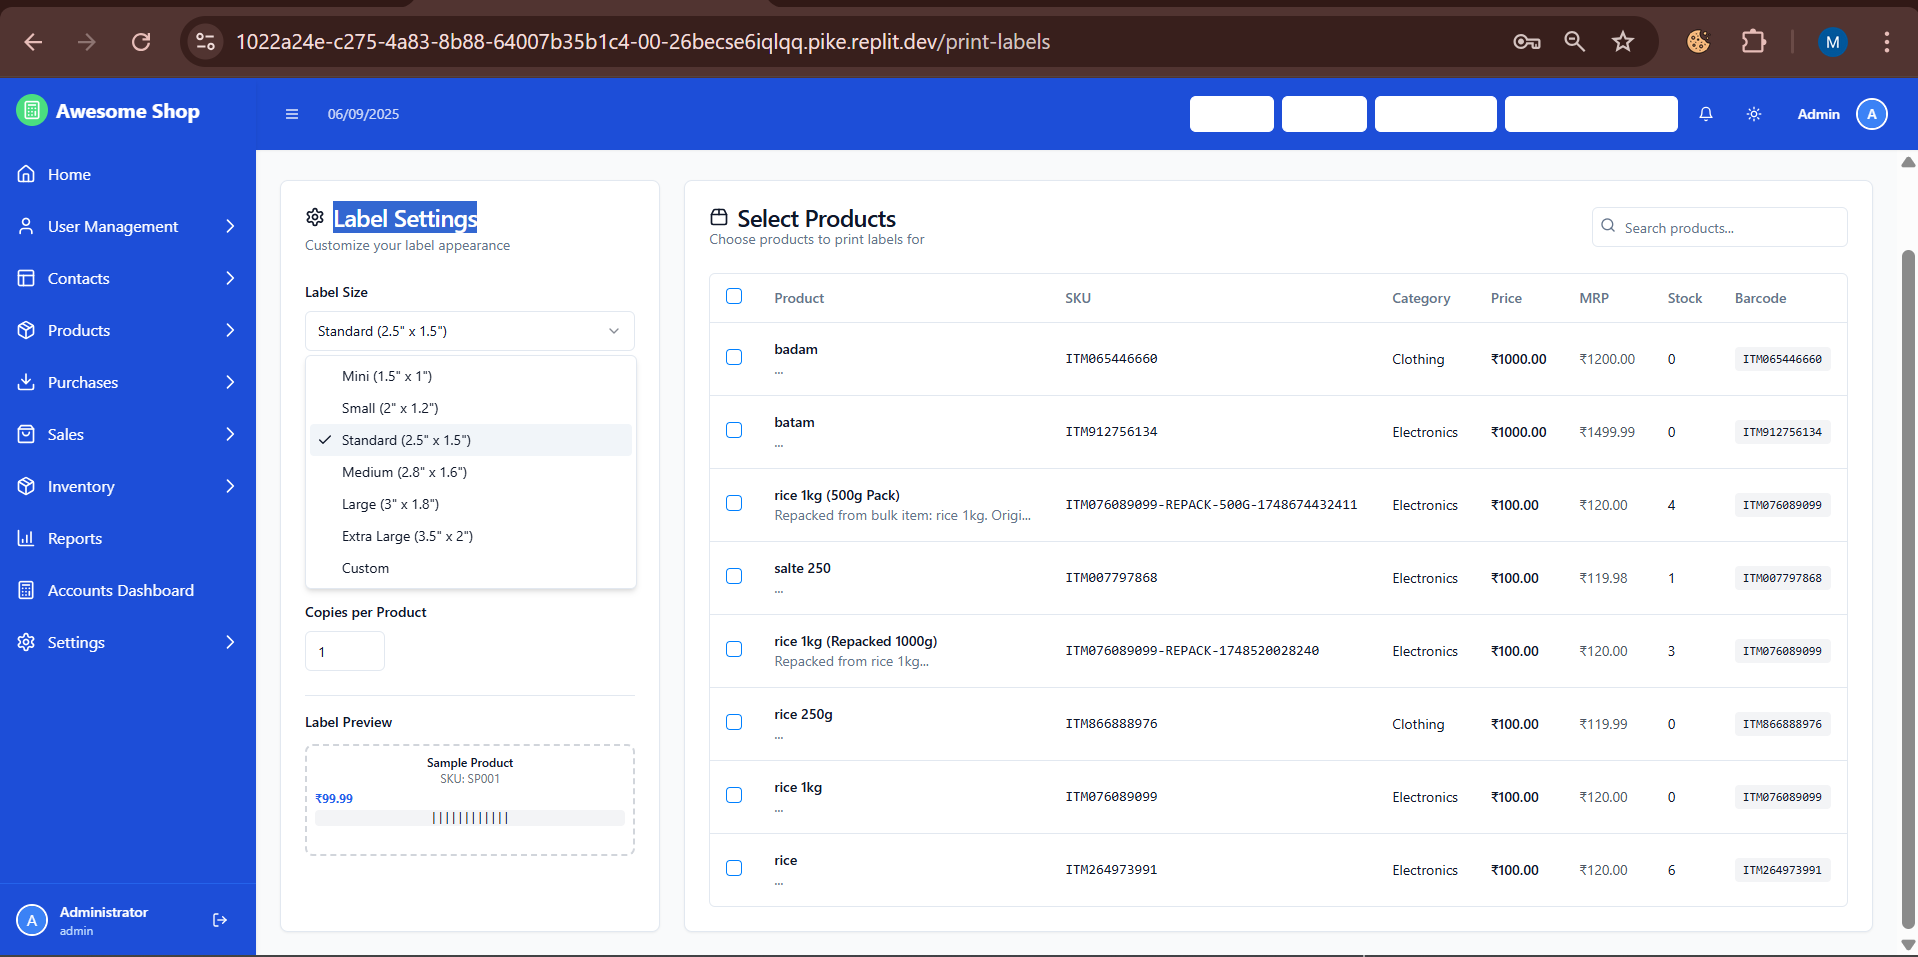 1022a24e-c275-4a83-8b88-64007b35b1c4-00-26becse6iqlqq.pike.replit.dev/print-labels
M
Awesome Shop
06/09/2025
Admin
A
Home
User Management
Contacts
Products
Purchases
Sales
Inventory
Reports
Accounts Dashboard
Settings
A
Administrator
admin
Label Settings
Customize your label appearance
Label Size
Standard (2.5" x 1.5")
Mini (1.5" x 1")
Small (2" x 1.2")
Standard (2.5" x 1.5")
Medium (2.8" x 1.6")
Large (3" x 1.8")
Extra Large (3.5" x 2")
Custom
Copies per Product
1
Label Preview
Sample Product
SKU: SP001
₹99.99
Select Products
Choose products to print labels for
Search products...
Product SKU Category Price MRP Stock Barcode
badam ITM065446660 Clothing ₹1000.00 ₹1200.00 0 ITM065446660
...
batam ITM912756134 Electronics ₹1000.00 ₹1499.99 0 ITM912756134
...
rice 1kg (500g Pack) ITM076089099-REPACK-500G-1748674432411 Electronics ₹100.00 ₹120.00 4 ITM076089099
Repacked from bulk item: rice 1kg. Origi...
salte 250 ITM007797868 Electronics ₹100.00 ₹119.98 1 ITM007797868
...
rice 1kg (Repacked 1000g) ITM076089099-REPACK-1748520028240 Electronics ₹100.00 ₹120.00 3 ITM076089099
Repacked from rice 1kg...
rice 250g ITM866888976 Clothing ₹100.00 ₹119.99 0 ITM866888976
...
rice 1kg ITM076089099 Electronics ₹100.00 ₹120.00 0 ITM076089099
...
rice ITM264973991 Electronics ₹100.00 ₹120.00 6 ITM264973991
...